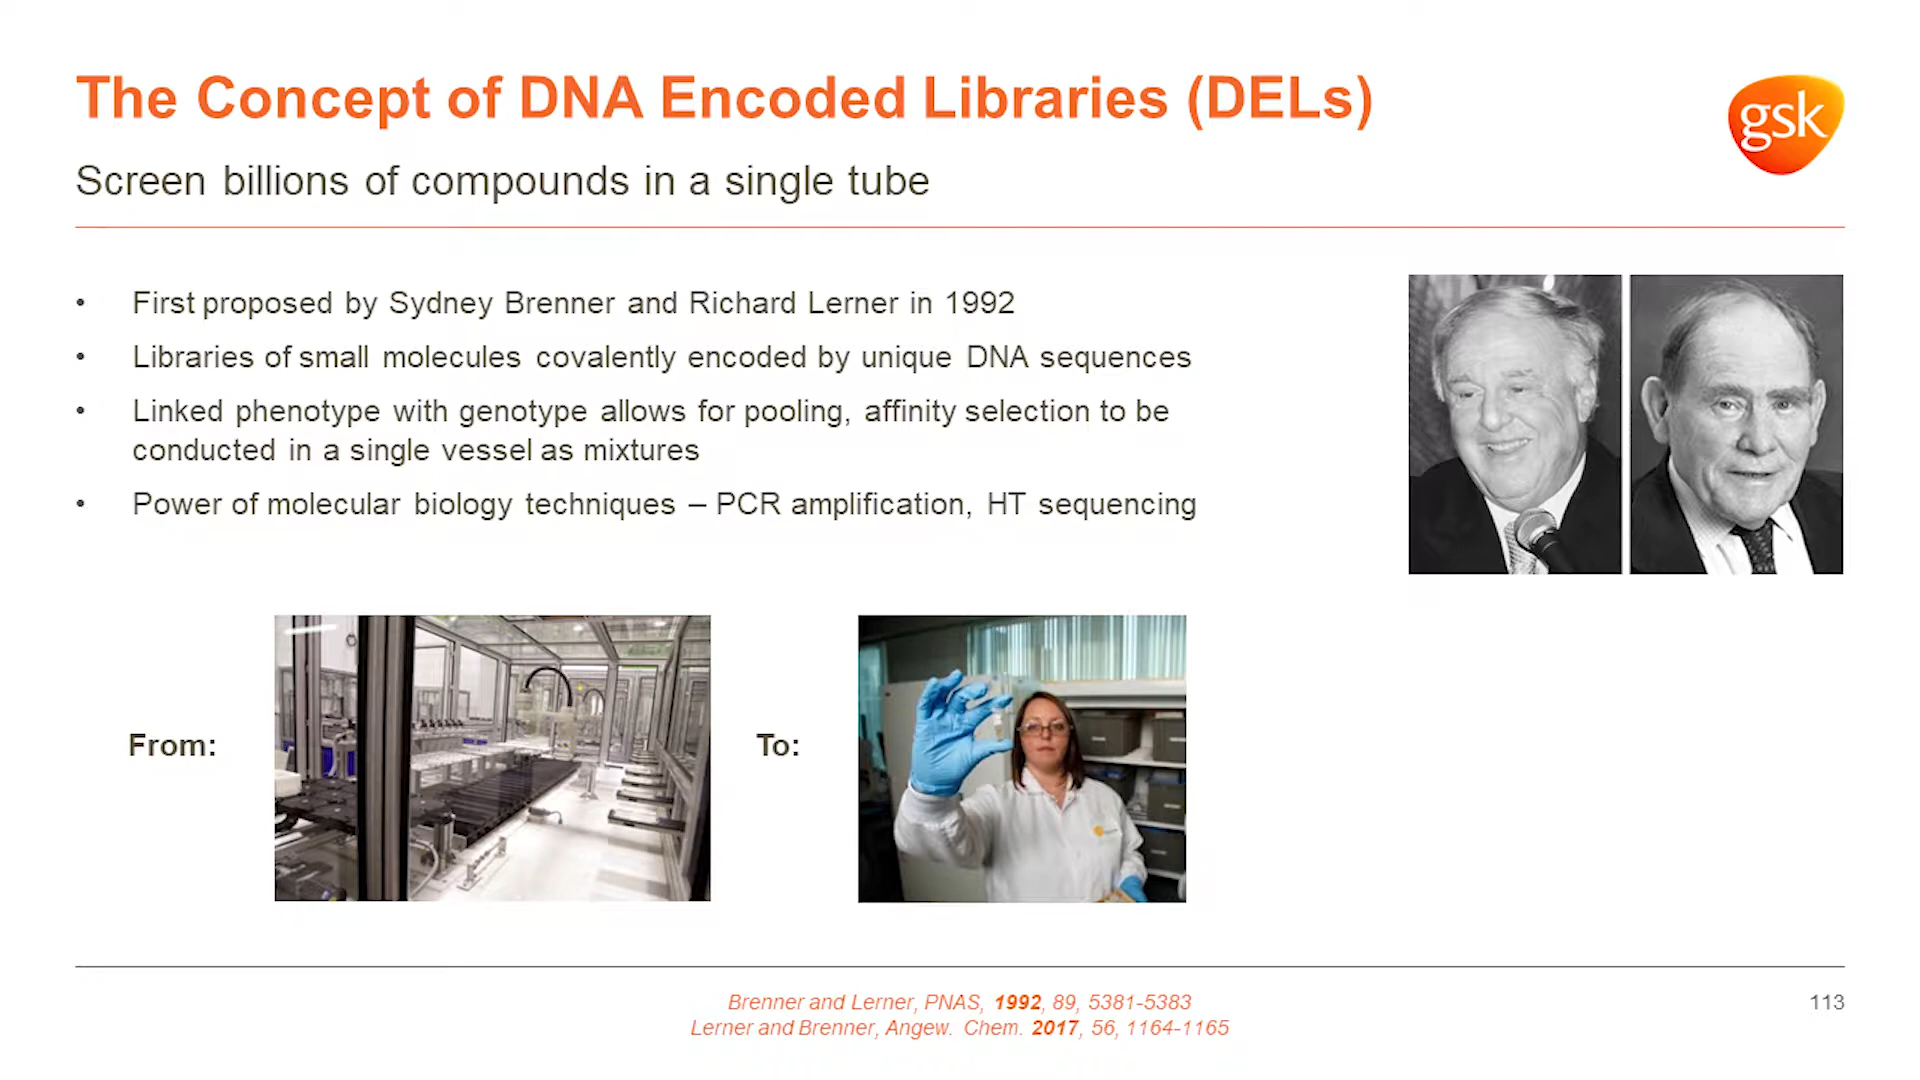 The Concept of DNA Encoded Libraries (DELs)
gsk
Screen billions of compounds in a single tube
• First proposed by Sydney Brenner and Richard Lerner in 1992
• Libraries of small molecules covalently encoded by unique DNA sequences
• Linked phenotype with genotype allows for pooling, affinity selection to be
conducted in a single vessel as mixtures
• Power of molecular biology techniques – PCR amplification, HT sequencing
From:
To:
Brenner and Lerner, PNAS, 1992, 89, 5381-5383
Lerner and Brenner, Angew. Chem. 2017, 56, 1164-1165
113